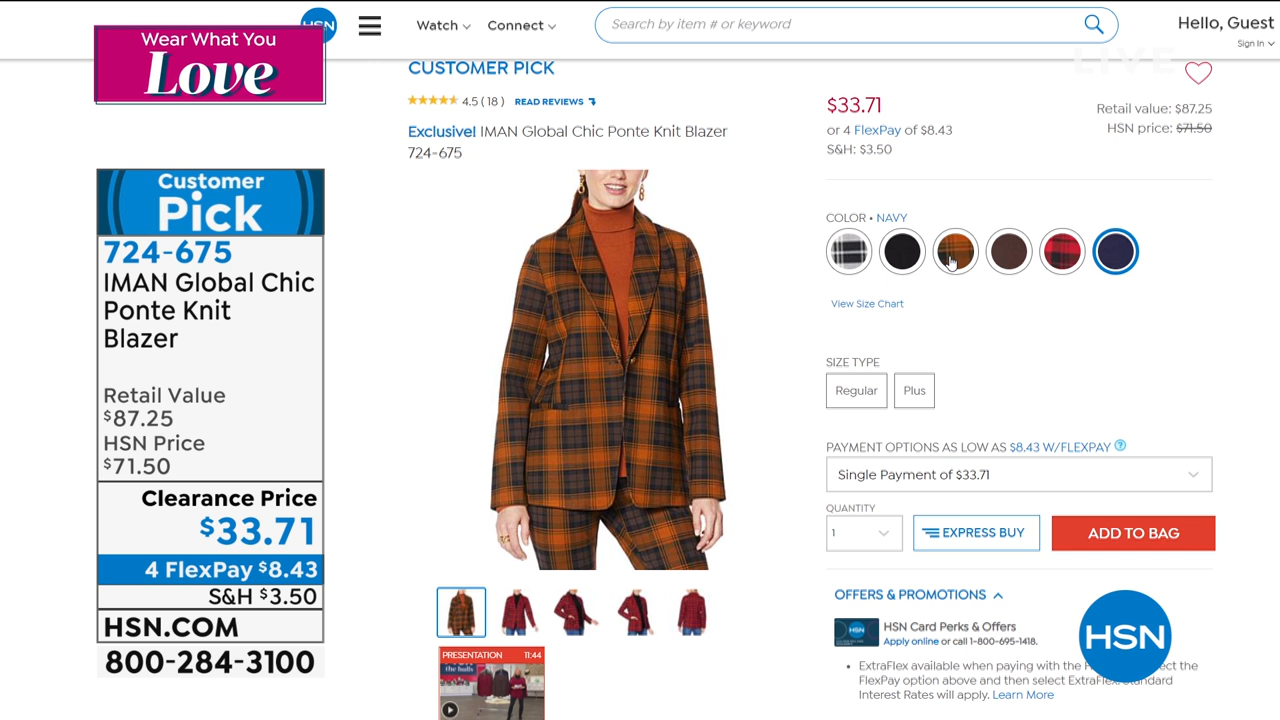 HSN
Watch
Connect
Search by item # or keyword
Hello, Guest
Sign In
LIVE
Wear What You
Love
Customer
Pick
724-675
IMAN Global Chic
Ponte Knit
Blazer
Retail Value
$87.25
HSN Price
$71.50
Clearance Price
$33.71
4 FlexPay $8.43
S&H $3.50
HSN.COM
800-284-3100
CUSTOMER PICK
4.5 (18) READ REVIEWS
Exclusive! IMAN Global Chic Ponte Knit Blazer
724-675
PRESENTATION 11:44
the halls
$33.71
or 4 FlexPay of $8.43
S&H: $3.50
Retail value: $87.25
HSN price: $71.50
COLOR • NAVY
View Size Chart
SIZE TYPE
Regular
Plus
PAYMENT OPTIONS AS LOW AS $8.43 W/FLEXPAY ?
Single Payment of $33.71
QUANTITY
1
EXPRESS BUY
ADD TO BAG
OFFERS & PROMOTIONS
HSN
HSN Card Perks & Offers
Apply online or call 1-800-695-1418.
• ExtraFlex available when paying with the the
FlexPay option above and then select ExtraFlex.
Interest Rates will apply. Learn More
HSN